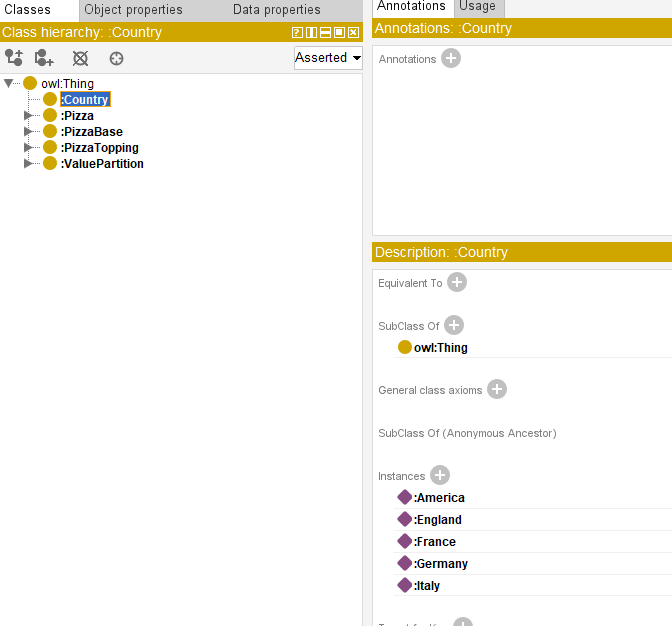 Classes Object properties Data properties
Class hierarchy: :Country
Asserted
owl:Thing
:Country
:Pizza
:PizzaBase
:PizzaTopping
:ValuePartition
Annotations Usage
Annotations: :Country
Annotations
Description: :Country
Equivalent To
SubClass Of
owl:Thing
General class axioms
SubClass Of (Anonymous Ancestor)
Instances
:America
:England
:France
:Germany
:Italy